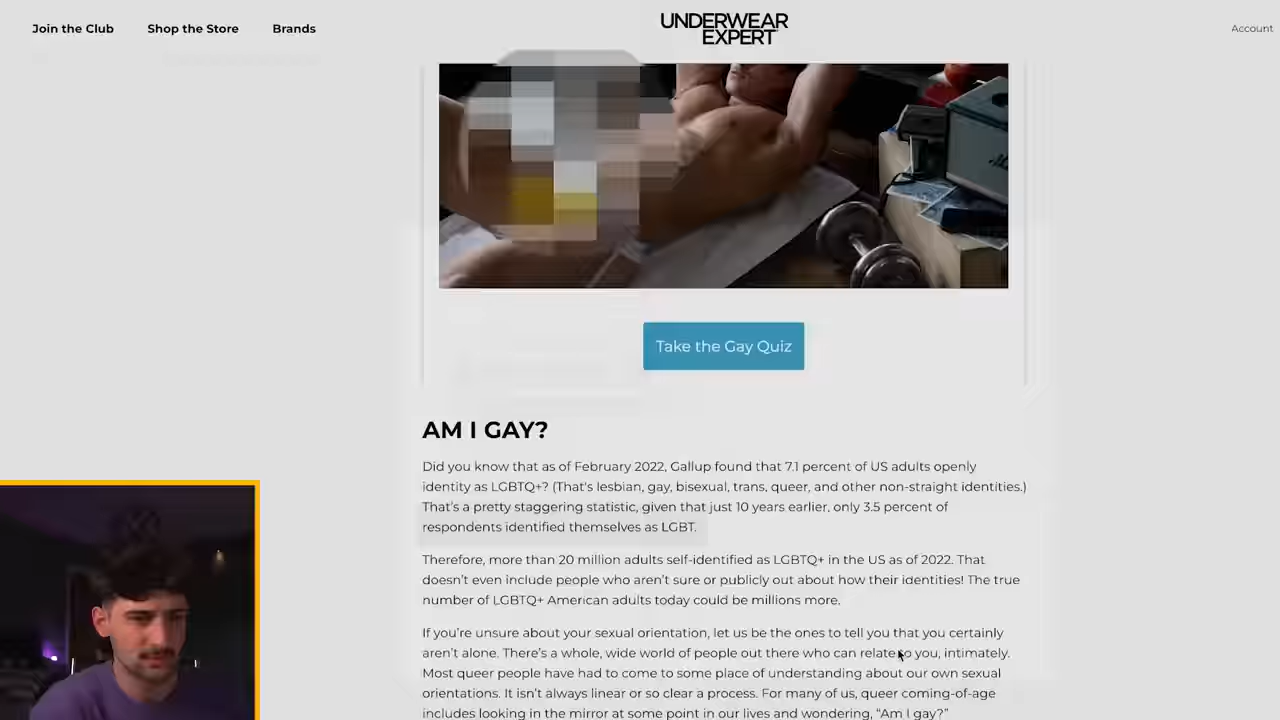 Join the Club
Shop the Store
Brands
UNDERWEAR
EXPERT
Account
Take the Gay Quiz
AM I GAY?
Did you know that as of February 2022, Gallup found that 7.1 percent of US adults openly
identity as LGBTQ+? (That's lesbian, gay, bisexual, trans, queer, and other non-straight identities.)
That's a pretty staggering statistic, given that just 10 years earlier, only 3.5 percent of
respondents identified themselves as LGBT.
Therefore, more than 20 million adults self-identified as LGBTQ+ in the US as of 2022. That
doesn't even include people who aren't sure or publicly out about how their identities! The true
number of LGBTQ+ American adults today could be millions more.
If you're unsure about your sexual orientation, let us be the ones to tell you that you certainly
aren't alone. There's a whole, wide world of people out there who can relate to you, intimately.
Most queer people have had to come to some place of understanding about our own sexual
orientations. It isn't always linear or so clear a process. For many of us, queer coming-of-age
includes looking in the mirror at some point in our lives and wondering, "Am I gay?"